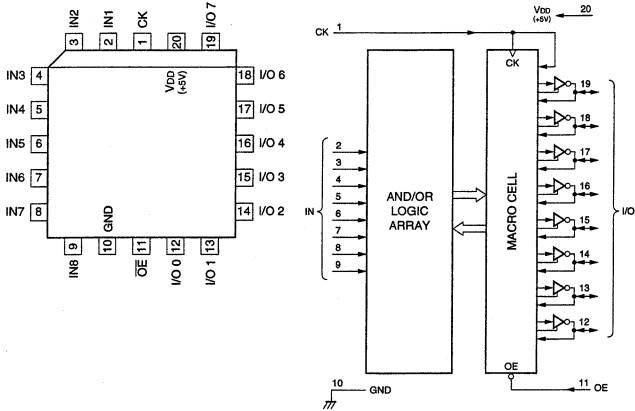 IN2
IN1
CK
I/O 7
3
2
1
20
19
VDD
(+5V)
IN3 4
18 I/O 6
IN4 5
17 I/O 5
IN5 6
16 I/O 4
IN6 7
15 I/O 3
IN7 8
14 I/O 2
GND
9
10
11
12
13
IN8
OE
I/O 0
I/O 1
VDD
(+5V)
20
CK 1
CK
IN
2
3
4
5
6
7
8
9
AND/OR
LOGIC
ARRAY
MACRO CELL
19
18
17
16
15
14
13
12
I/O
OE
10 GND
11 OE